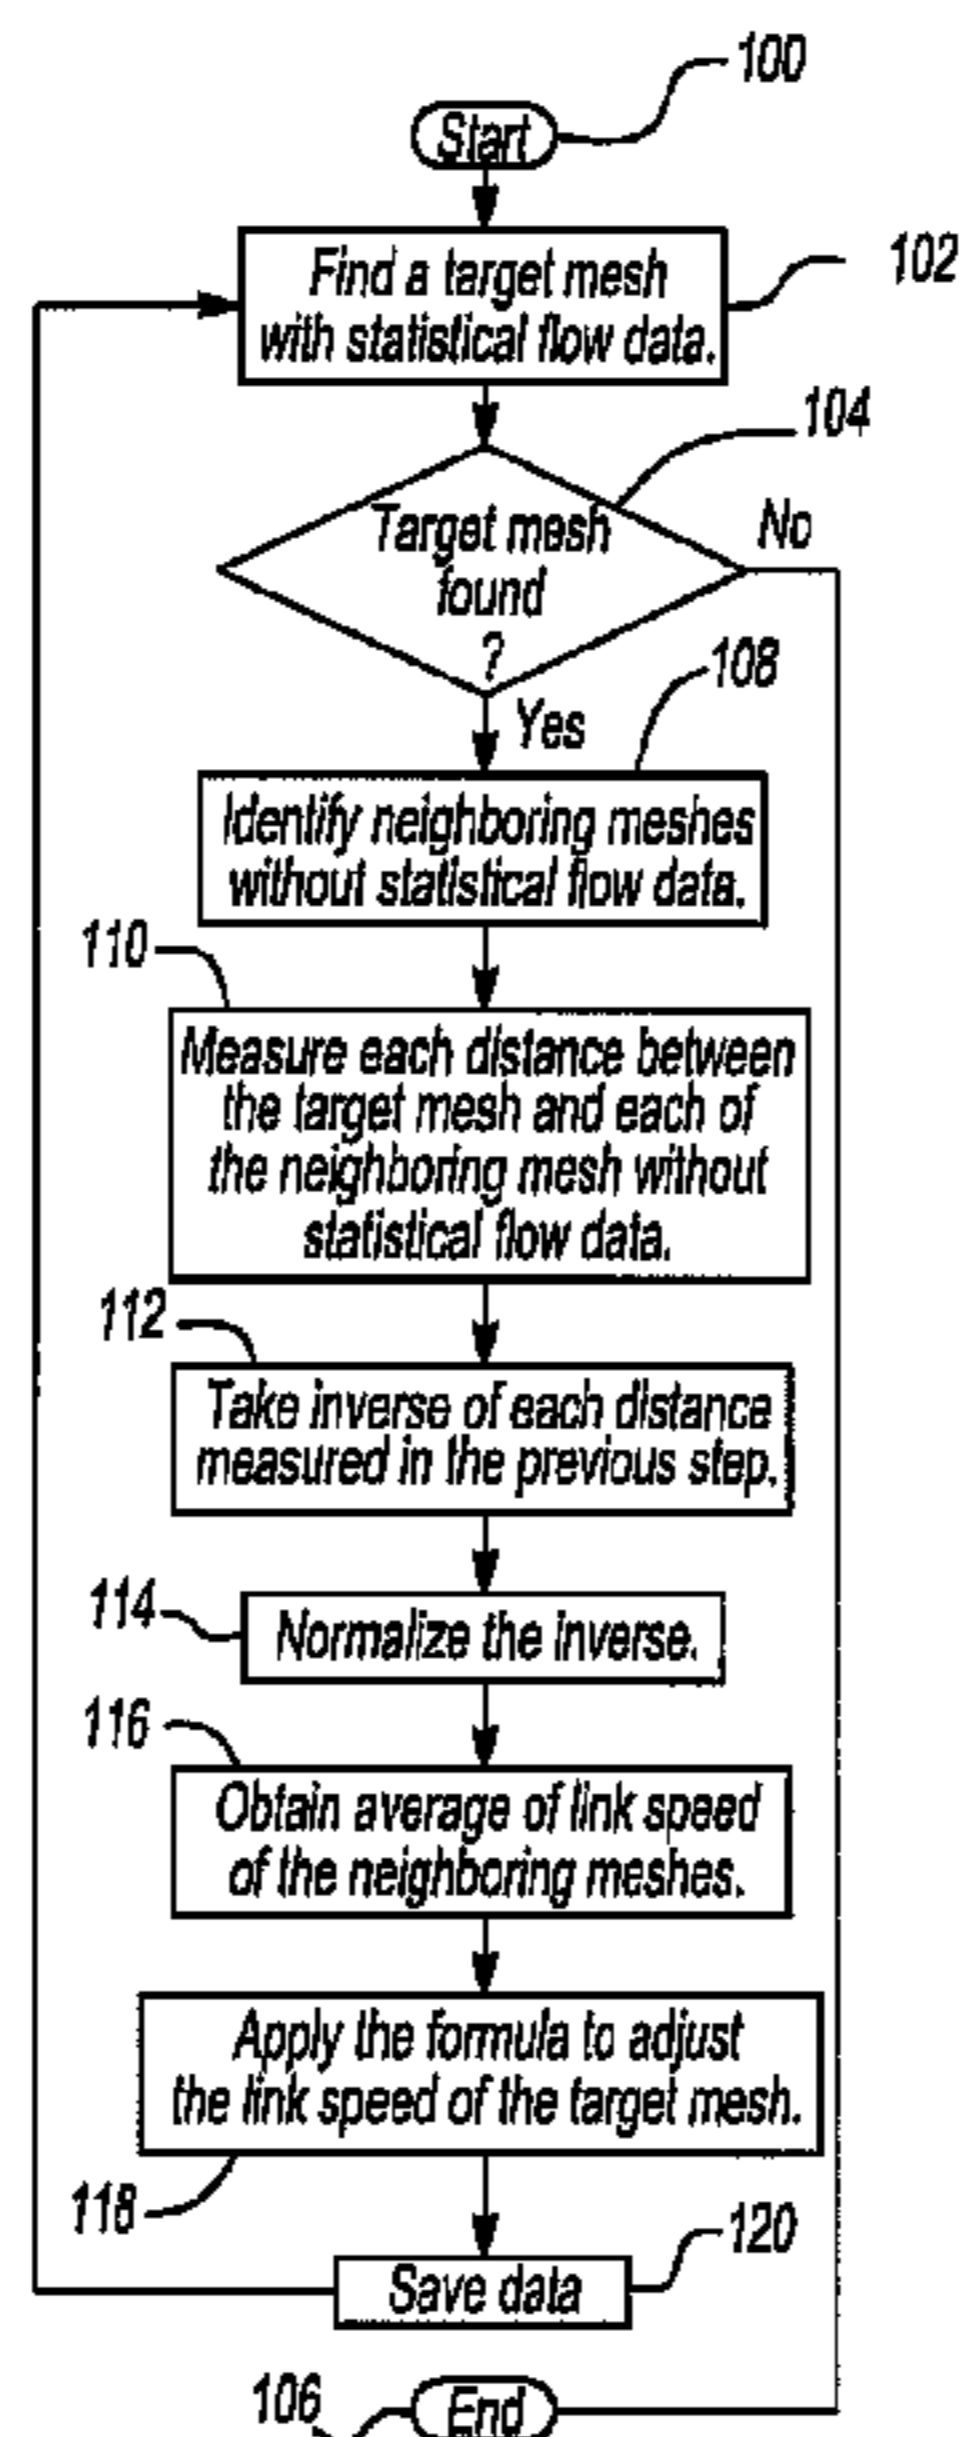 100
Start
102
Find a target mesh
with statistical flow data.
104
Target mesh
found
?
No
Yes
108
Identify neighboring meshes
without statistical flow data.
110
Measure each distance between
the target mesh and each of
the neighboring mesh without
statistical flow data.
112
Take inverse of each distance
measured in the previous step.
114
Normalize the inverse.
116
Obtain average of link speed
of the neighboring meshes.
Apply the formula to adjust
the link speed of the target mesh.
118
120
Save data
106
End